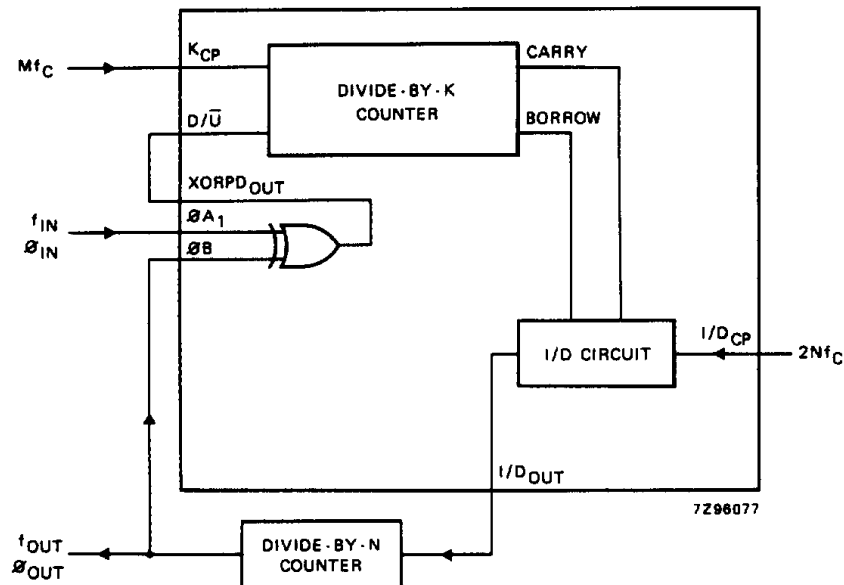 Mf_C
K_CP
DIVIDE-BY-K
COUNTER
CARRY
BORROW
D/U̅
XORPD_OUT
f_IN
ø_IN
øA_1
øB
I/D CIRCUIT
I/D_CP
2Nf_C
I/D_OUT
7Z96077
f_OUT
ø_OUT
DIVIDE-BY-N
COUNTER